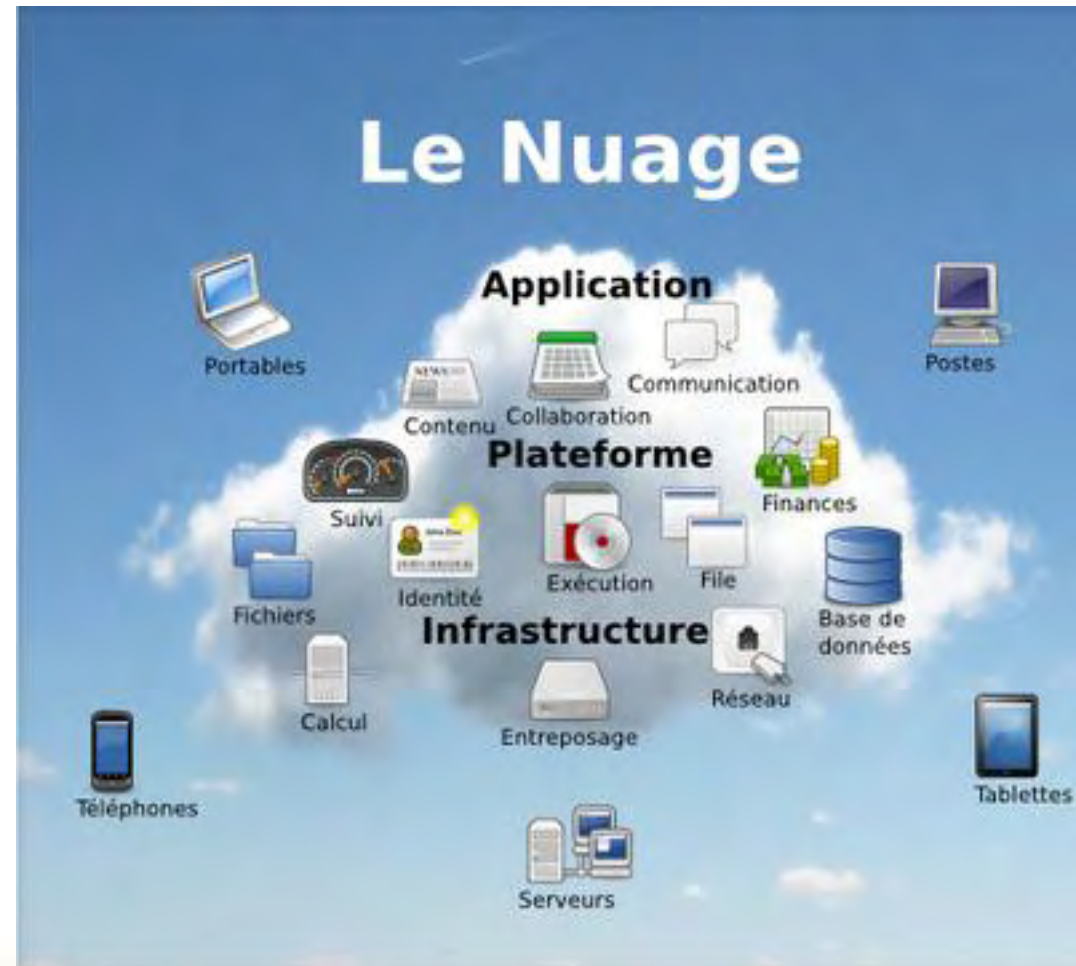 Le Nuage
Application
Portables
Postes
Communication
NEWS
Contenu
Collaboration
Plateforme
Finances
Suivi
Identité
Exécution
File
Fichiers
Base de
données
Infrastructure
Réseau
Calcul
Entreposage
Téléphones
Tablettes
Serveurs